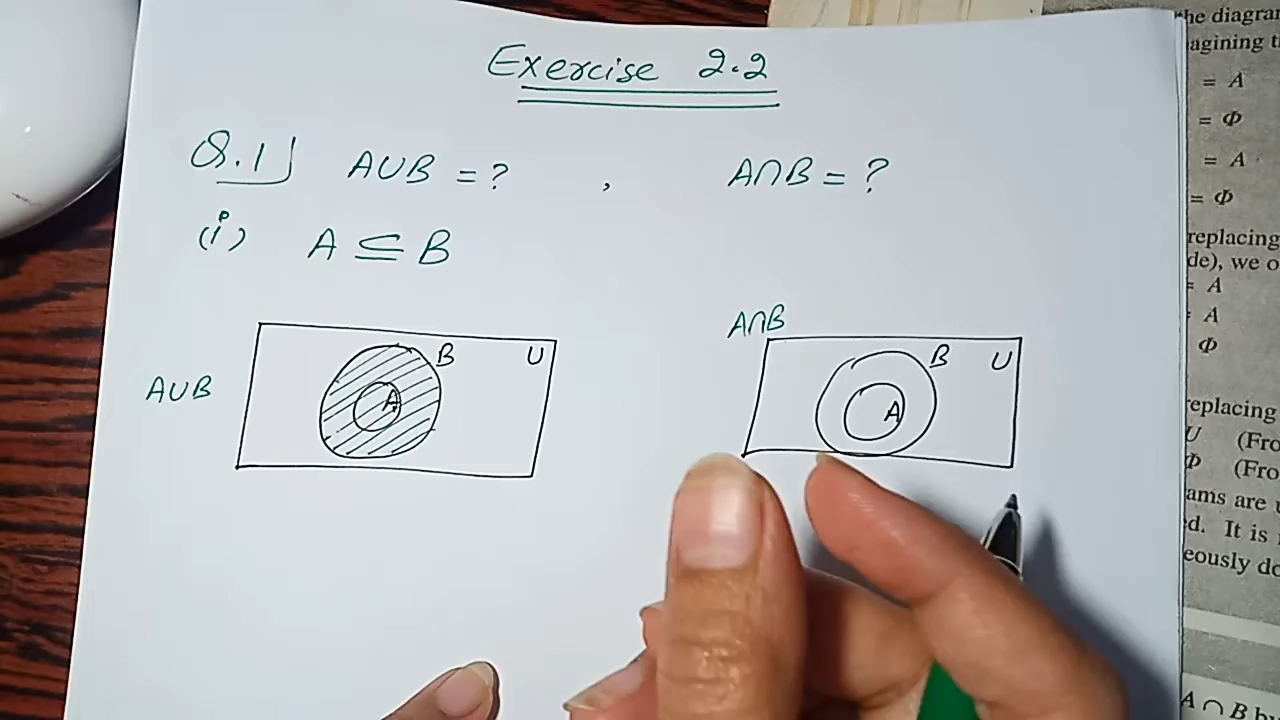 Exercise 2.2
Q.1 A∪B = ? , A∩B = ?
(i) A ⊆ B
A∪B
B
U
A
A∩B
B
U
A
the diagra
agining t
= A
= Φ
= A
= Φ
replacing
de), we o
= A
: A
Φ
replacing
U (Fro
Φ (Fro
ams are
d. It is
eously do
A ∩ B b